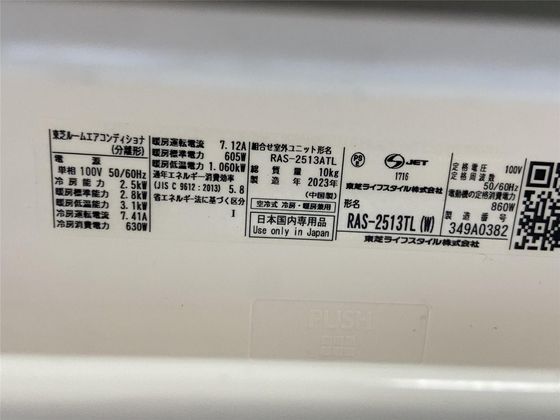 東芝ルームエアコンディショナ
(分離形)
電源
単相100V 50/60Hz
冷房能力 2.5kW
暖房標準能力 2.8kW
暖房低温能力 3.1kW
冷房運転電流 7.41A
冷房消費電力 630W
暖房運転電流 7.12A
暖房標準電力 605W
暖房低温電力 1.060kW
通年エネルギー消費効率
(JIS C 9612:2013) 5.8
省エネルギー法に基づくK区分
I
組合せ室外ユニット形名
RAS-2513ATL
質量 10kg
製造年 2023年
(中国製)
空冷式 冷房・暖房兼用
日本国内専用品
Use only in Japan
PS
E
JET
1716
東芝ライフスタイル株式会社
形名
RAS-2513TL(W)
東芝ライフスタイル株式会社
定格電圧 100V
定格周波数
50/60Hz
電動機の定格消費電力
860W
製造番号
349A0382
PUSH